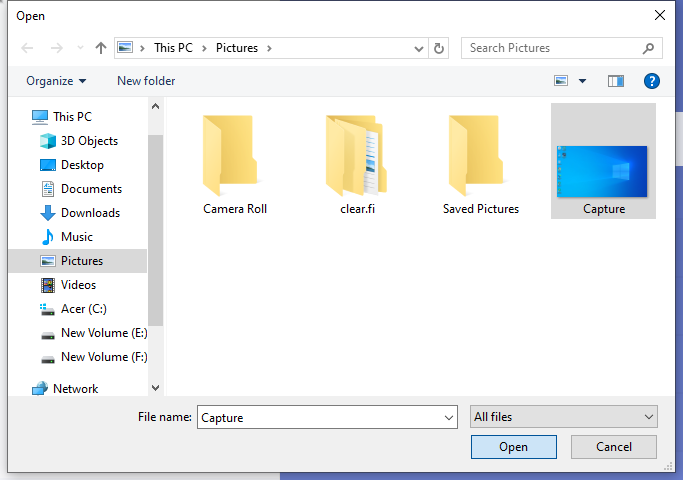 Open
This PC Pictures
Search Pictures
Organize New folder
?
This PC
3D Objects
Desktop
Documents
Downloads
Music
Pictures
Videos
Acer (C:)
New Volume (E:)
New Volume (F:)
Network
Camera Roll
clear.fi
Saved Pictures
Capture
File name: Capture
All files
Open Cancel